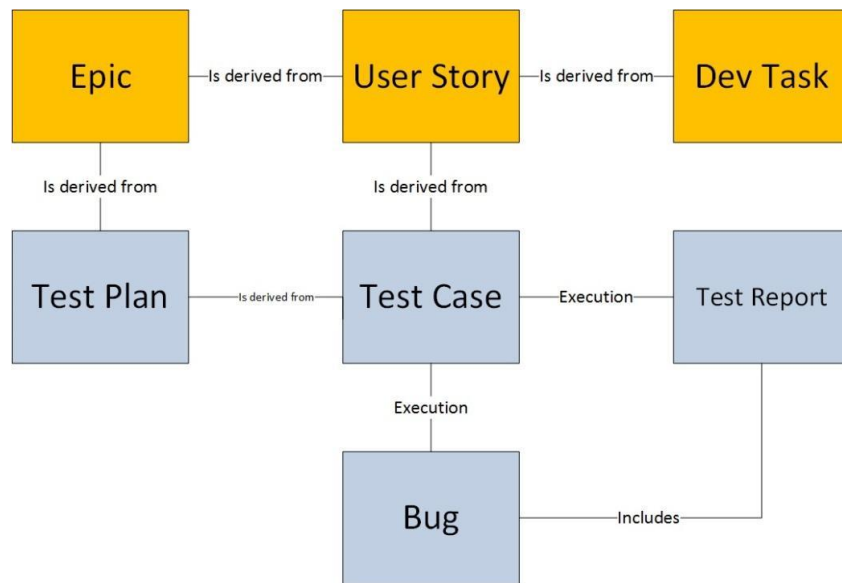 Epic
Is derived from
User Story
Is derived from
Dev Task
Is derived from
Is derived from
Test Plan
Is derived from
Test Case
Execution
Test Report
Execution
Bug
Includes